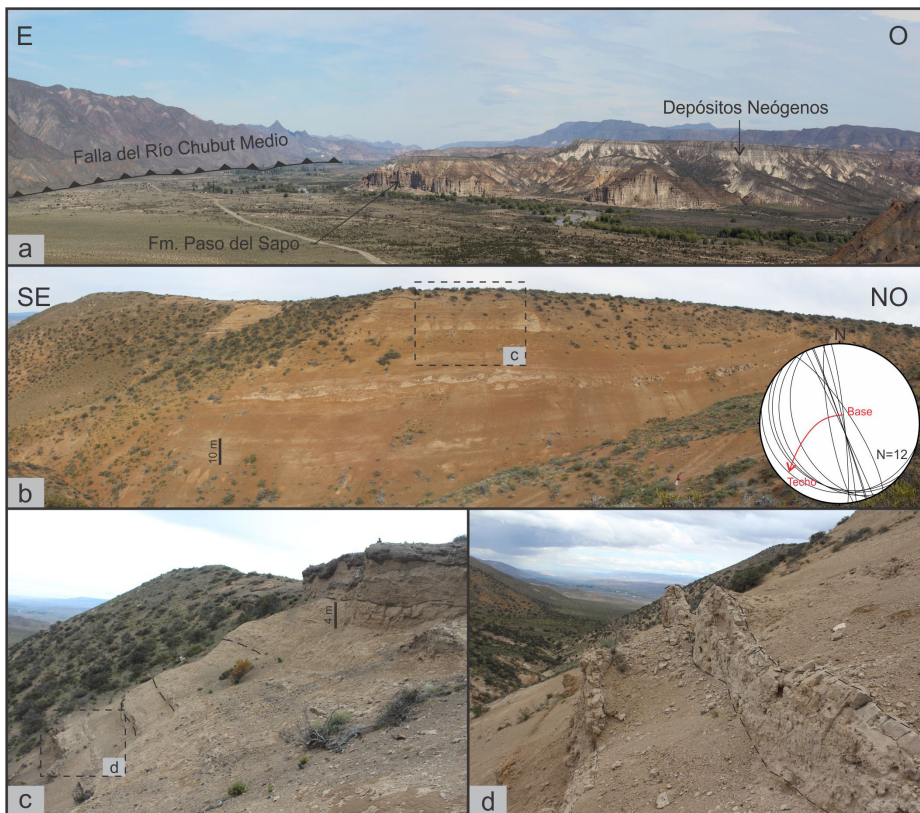 E
O
Depósitos Neógenos
Falla del Río Chubut Medio
Fm. Paso del Sapo
a
SE
NO
c
N
Base
N=12
Techo
10 m
b
4 m
d
c
d